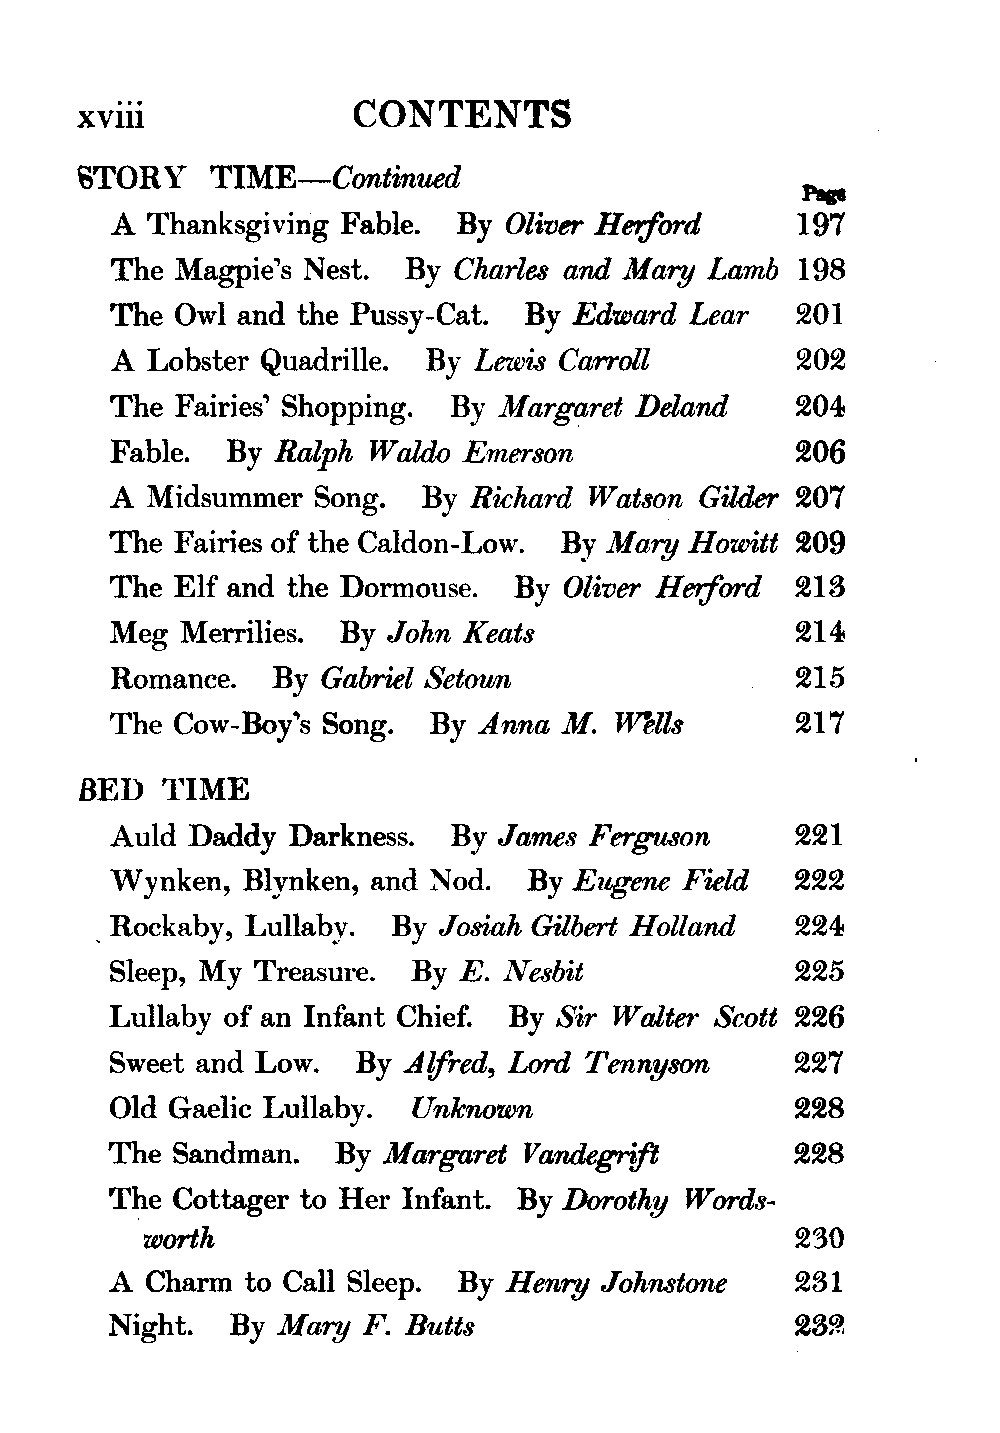 xviii CONTENTS
STORY TIME—Continued
Page
A Thanksgiving Fable. By Oliver Herford 197
The Magpie's Nest. By Charles and Mary Lamb 198
The Owl and the Pussy-Cat. By Edward Lear 201
A Lobster Quadrille. By Lewis Carroll 202
The Fairies' Shopping. By Margaret Deland 204
Fable. By Ralph Waldo Emerson 206
A Midsummer Song. By Richard Watson Gilder 207
The Fairies of the Caldon-Low. By Mary Howitt 209
The Elf and the Dormouse. By Oliver Herford 213
Meg Merrilies. By John Keats 214
Romance. By Gabriel Setoun 215
The Cow-Boy's Song. By Anna M. Wells 217
BED TIME
Auld Daddy Darkness. By James Ferguson 221
Wynken, Blynken, and Nod. By Eugene Field 222
Rockaby, Lullaby. By Josiah Gilbert Holland 224
Sleep, My Treasure. By E. Nesbit 225
Lullaby of an Infant Chief. By Sir Walter Scott 226
Sweet and Low. By Alfred, Lord Tennyson 227
Old Gaelic Lullaby. Unknown 228
The Sandman. By Margaret Vandegrift 228
The Cottager to Her Infant. By Dorothy Words-
worth 230
A Charm to Call Sleep. By Henry Johnstone 231
Night. By Mary F. Butts 232